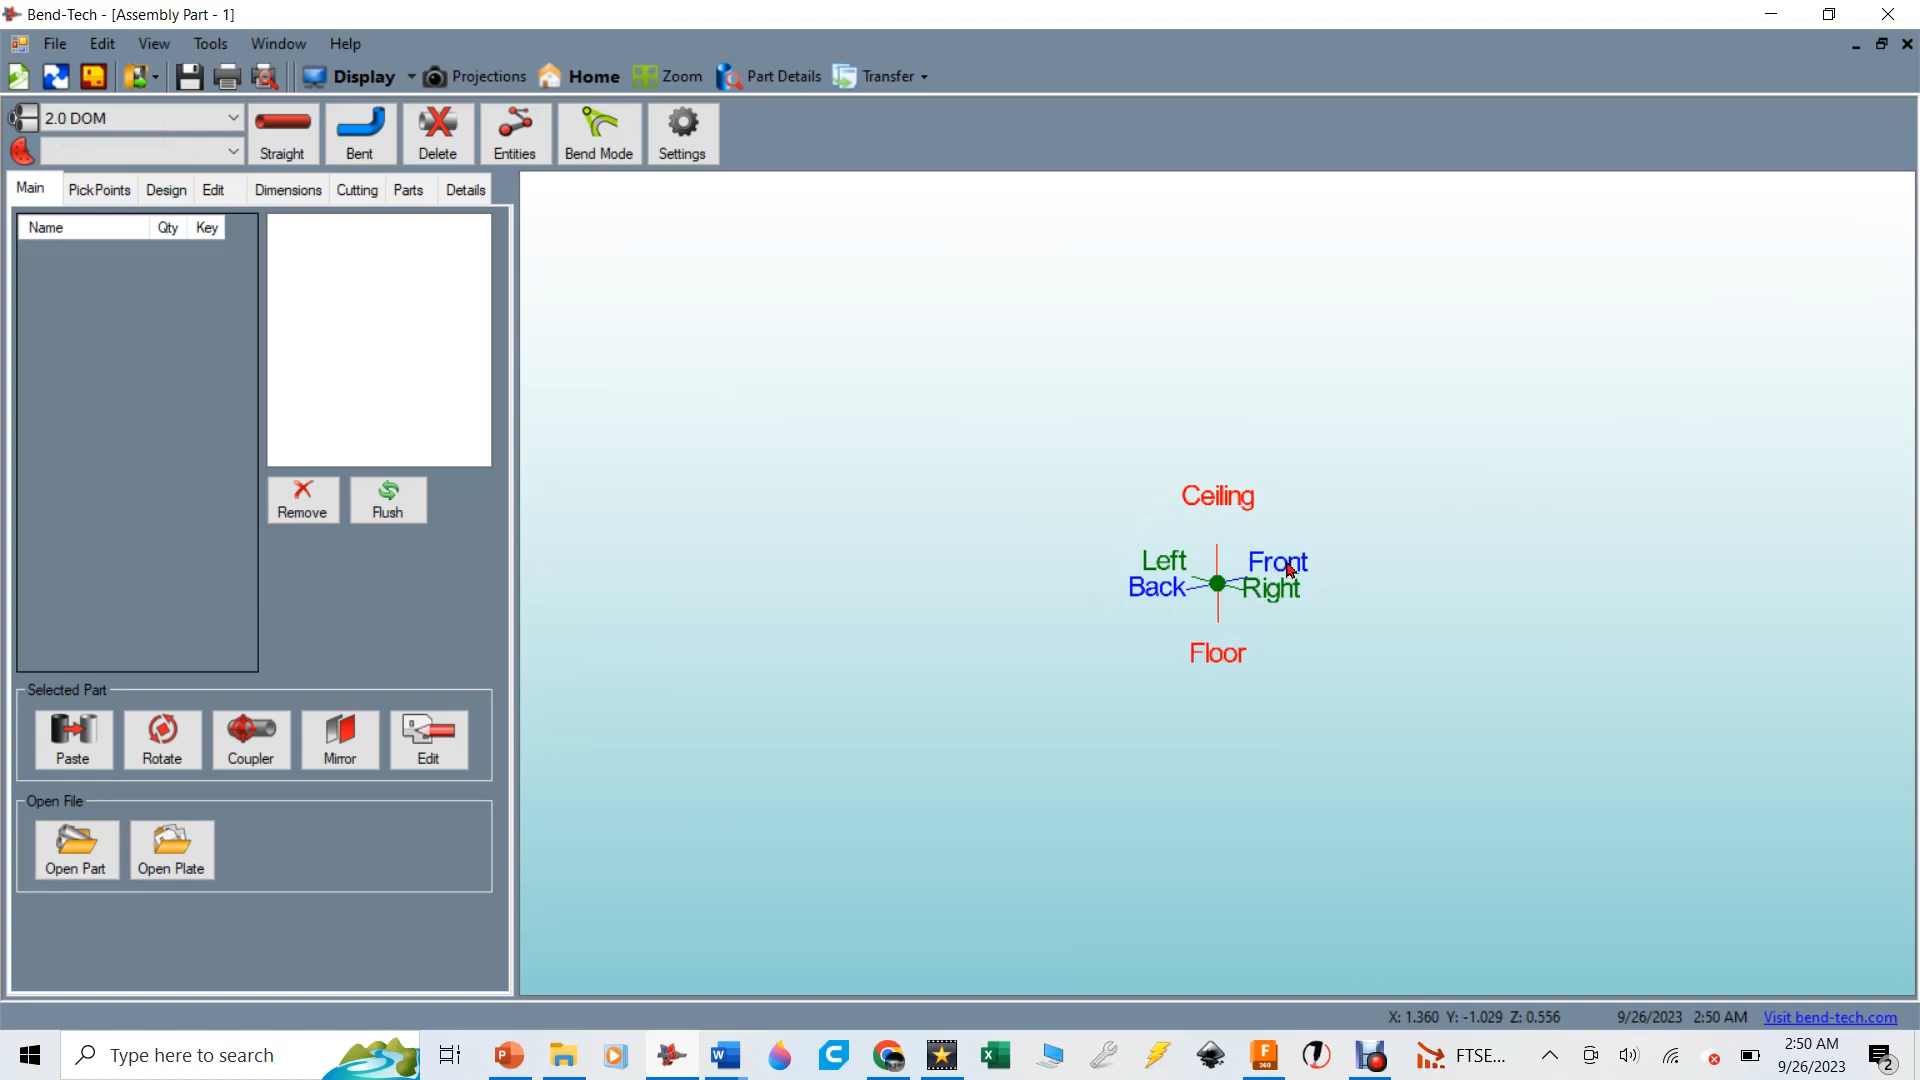 Bend-Tech - [Assembly Part - 1]
File Edit View Tools Window Help
Display Projections Home Zoom Part Details Transfer
2.0 DOM
Straight Bent Delete Entities Bend Mode Settings
Main PickPoints Design Edit Dimensions Cutting Parts Details
Name Qty Key
Remove Flush
Selected Part
Paste Rotate Coupler Mirror Edit
Open File
Open Part Open Plate
Ceiling
Left Front
Back Right
Floor
X: 1.360 Y: -1.029 Z: 0.556 9/26/2023 2:50 AM Visit bend-tech.com
Type here to search
FTSE...
2:50 AM
9/26/2023
2